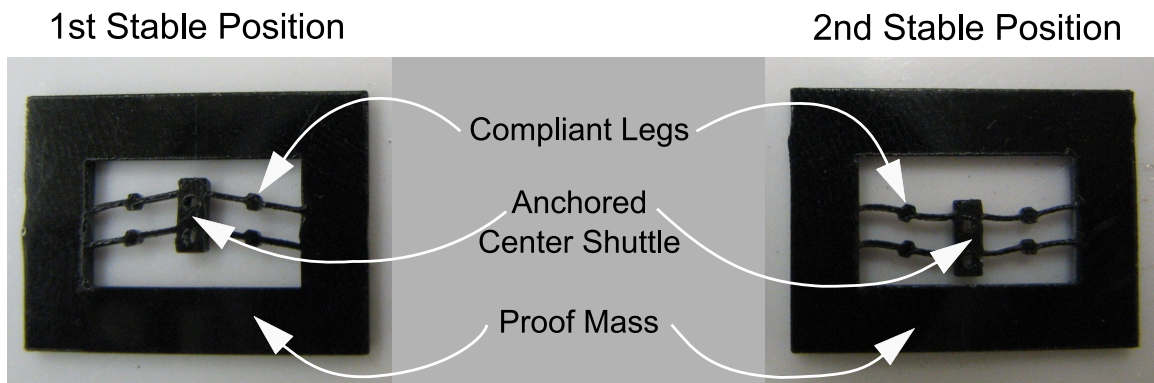 1st Stable Position
2nd Stable Position
Compliant Legs
Anchored
Center Shuttle
Proof Mass